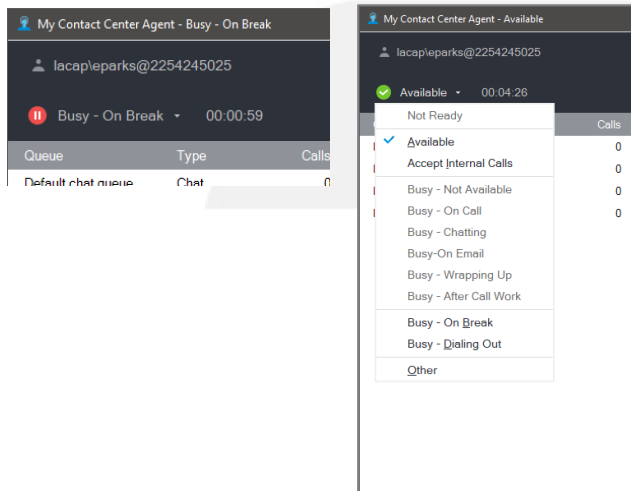 My Contact Center Agent - Busy - On Break
lacap\eparks@2254245025
Busy - On Break 00:00:59
Queue Type Calls
Default chat queue Chat 0
My Contact Center Agent - Available
lacap\eparks@2254245025
Available 00:04:26
Calls
Not Ready
0
Available
Accept Internal Calls
0
Busy - Not Available
0
Busy - On Call
0
Busy - Chatting
Busy-On Email
Busy - Wrapping Up
Busy - After Call Work
Busy - On Break
Busy - Dialing Out
Other